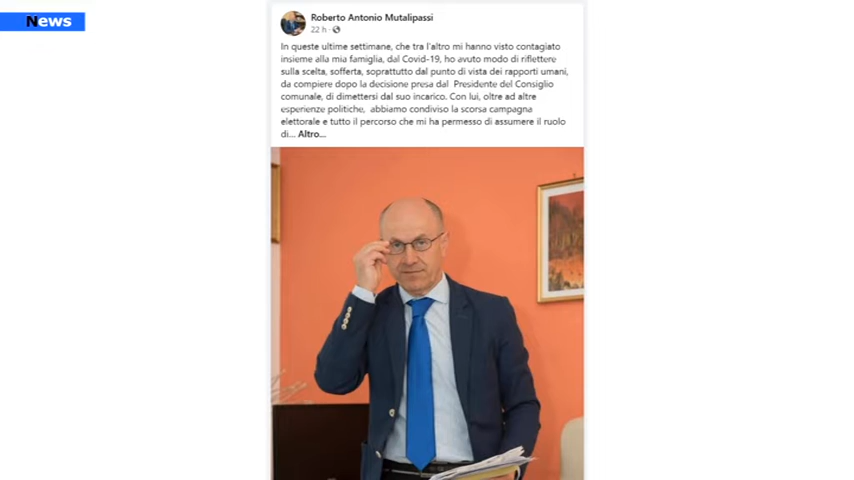 News
Roberto Antonio Mutalipassi
22 h ·
In queste ultime settimane, che tra l'altro mi hanno visto contagiato
insieme alla mia famiglia, dal Covid-19, ho avuto modo di riflettere
sulla scelta, sofferta, soprattutto dal punto di vista dei rapporti umani,
da compiere dopo la decisione presa dal Presidente del Consiglio
comunale, di dimettersi dal suo incarico. Con lui, oltre ad altre
esperienze politiche, abbiamo condiviso la scorsa campagna
elettorale e tutto il percorso che mi ha permesso di assumere il ruolo
di... Altro...